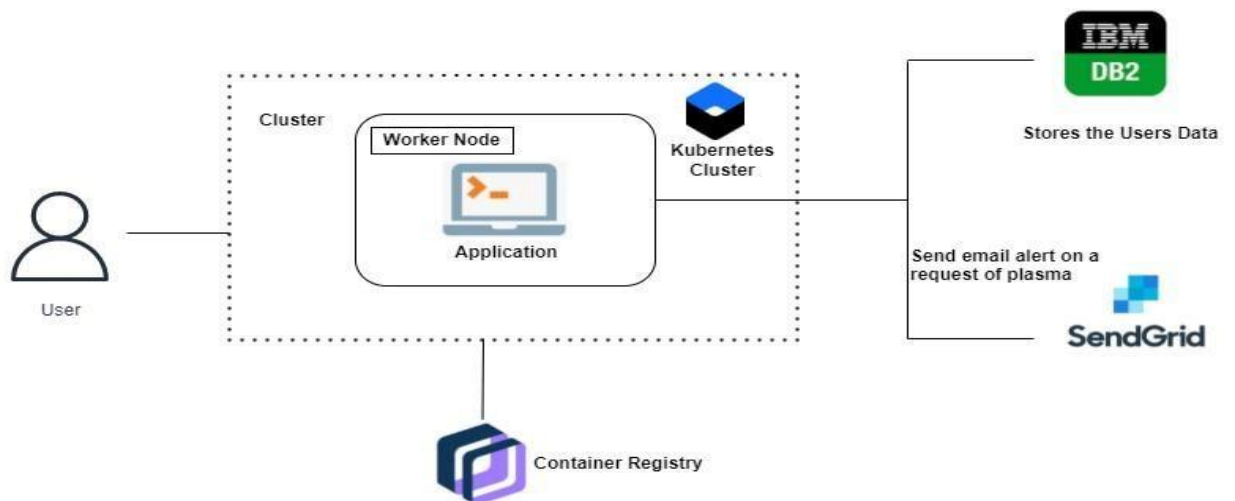 IBM
DB2
Cluster
Worker Node
Kubernetes
Cluster
Stores the Users Data
>_
Application
Send email alert on a
request of plasma
User
SendGrid
Container Registry